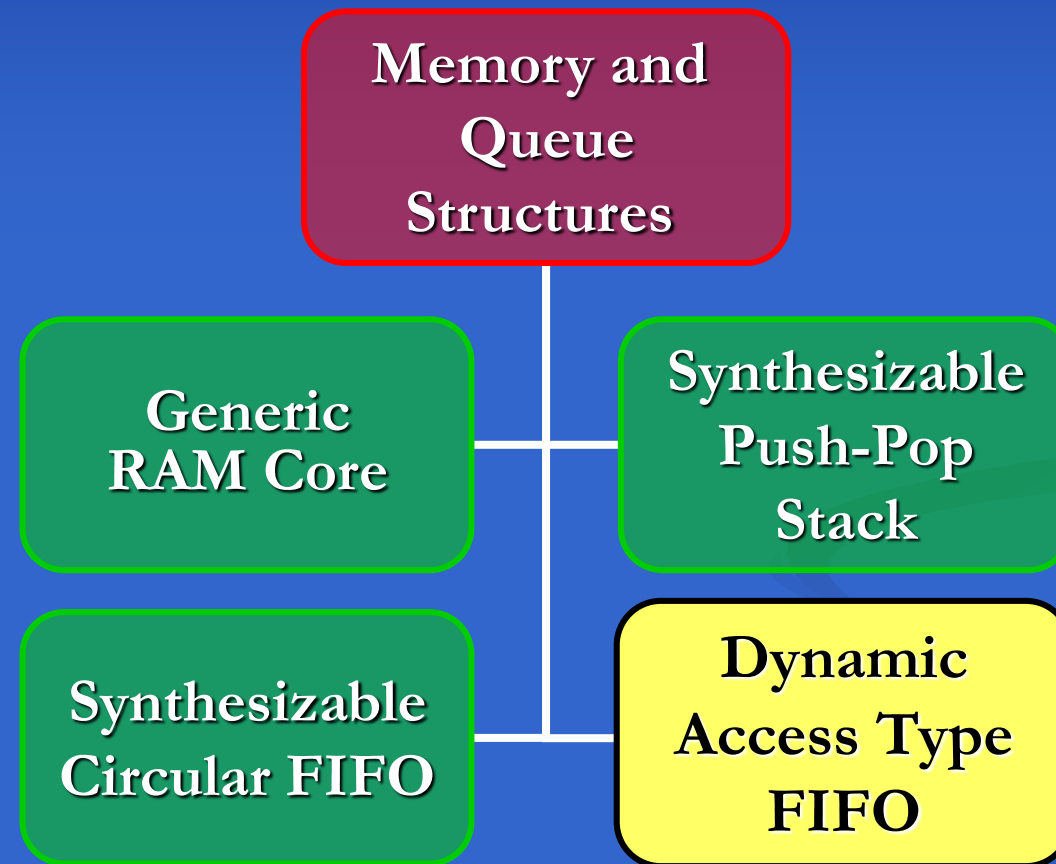 Memory and
Queue
Structures
Generic
RAM Core
Synthesizable
Push-Pop
Stack
Synthesizable
Circular FIFO
Dynamic
Access Type
FIFO